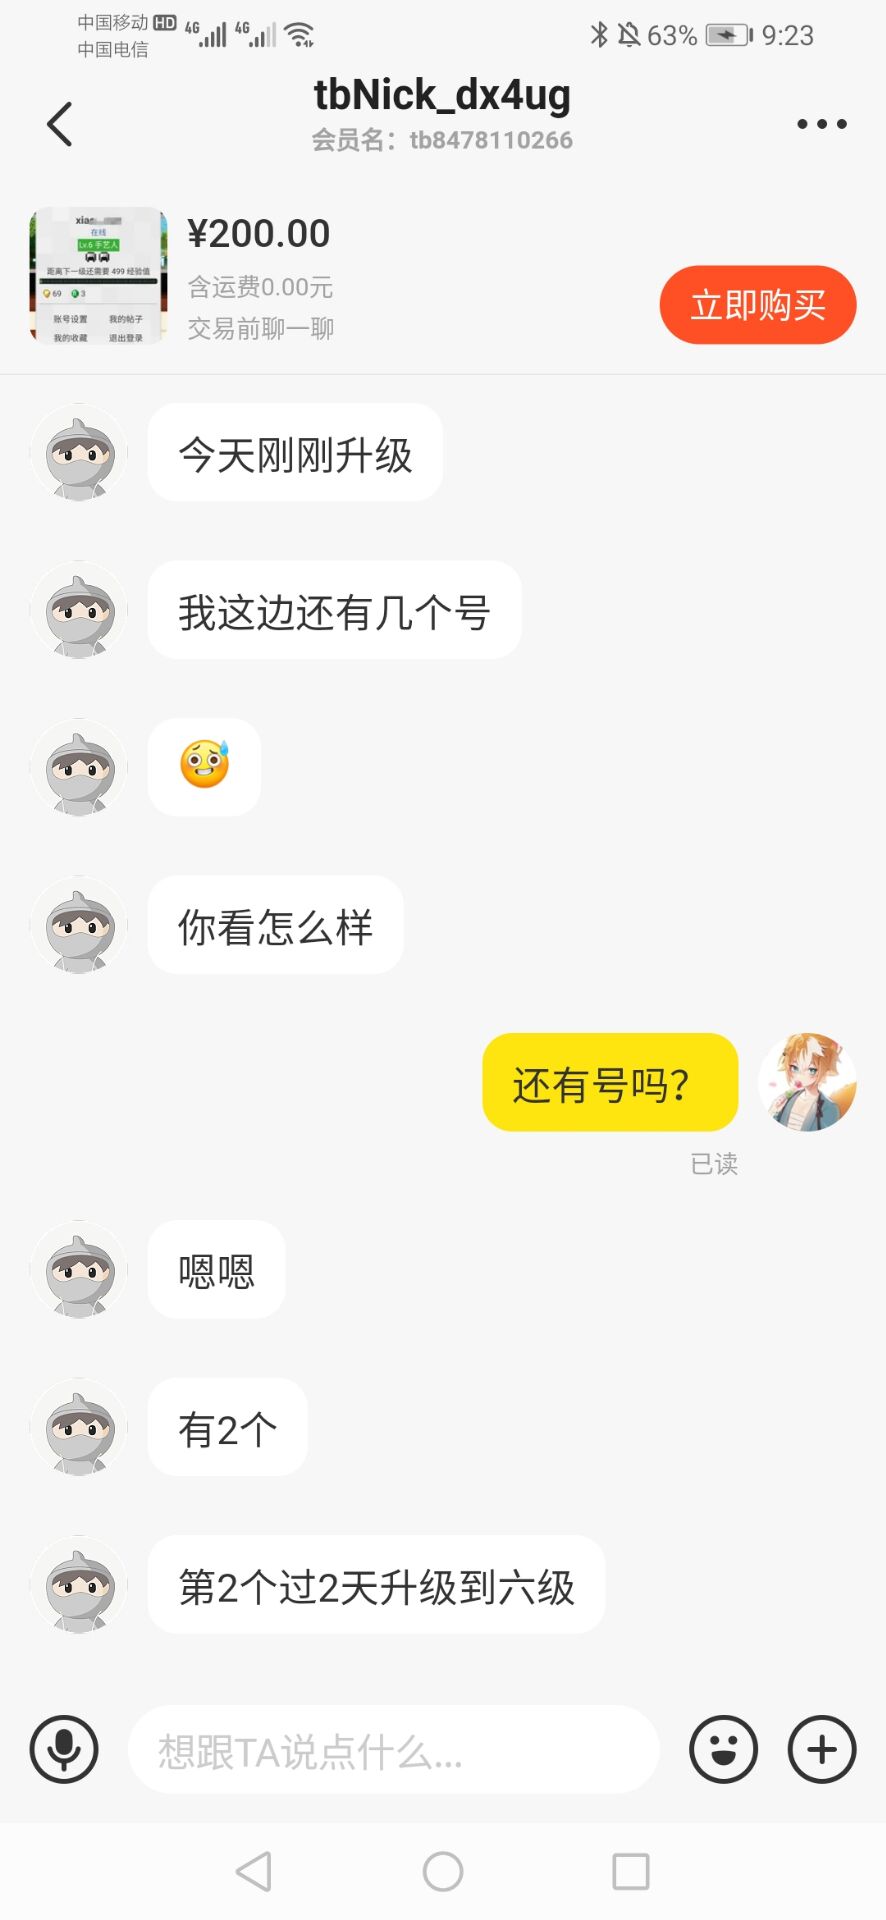 中国移动 HD 4G 4G 63% 9:23
中国电信
tbNick_dx4ug
会员名：tb8478110266
¥200.00
含运费0.00元
交易前聊一聊
立即购买
在线
Lv.6 手艺人
距离下一级还需要 499 经验值
69 3
账号设置 我的帖子
我的收藏 退出登录
今天刚刚升级
我这边还有几个号
你看怎么样
还有号吗？
已读
嗯嗯
有2个
第2个过2天升级到六级
想跟TA说点什么...